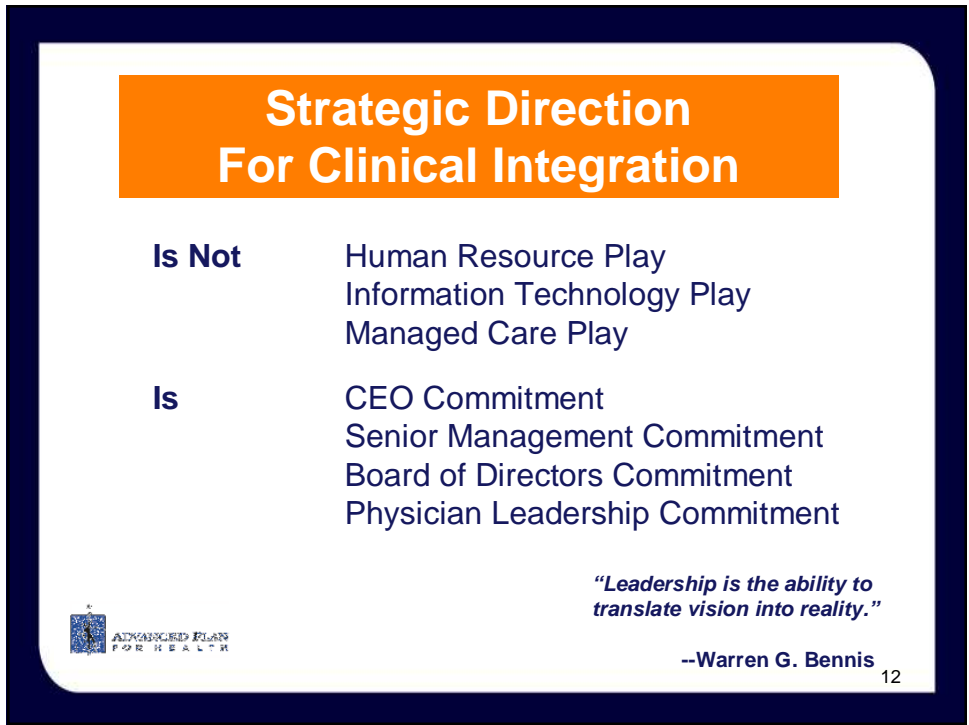 Strategic Direction
For Clinical Integration
Is Not Human Resource Play
Information Technology Play
Managed Care Play
Is CEO Commitment
Senior Management Commitment
Board of Directors Commitment
Physician Leadership Commitment
“Leadership is the ability to
translate vision into reality.”
--Warren G. Bennis
ADVANCED PLAN
FOR HEALTH
12